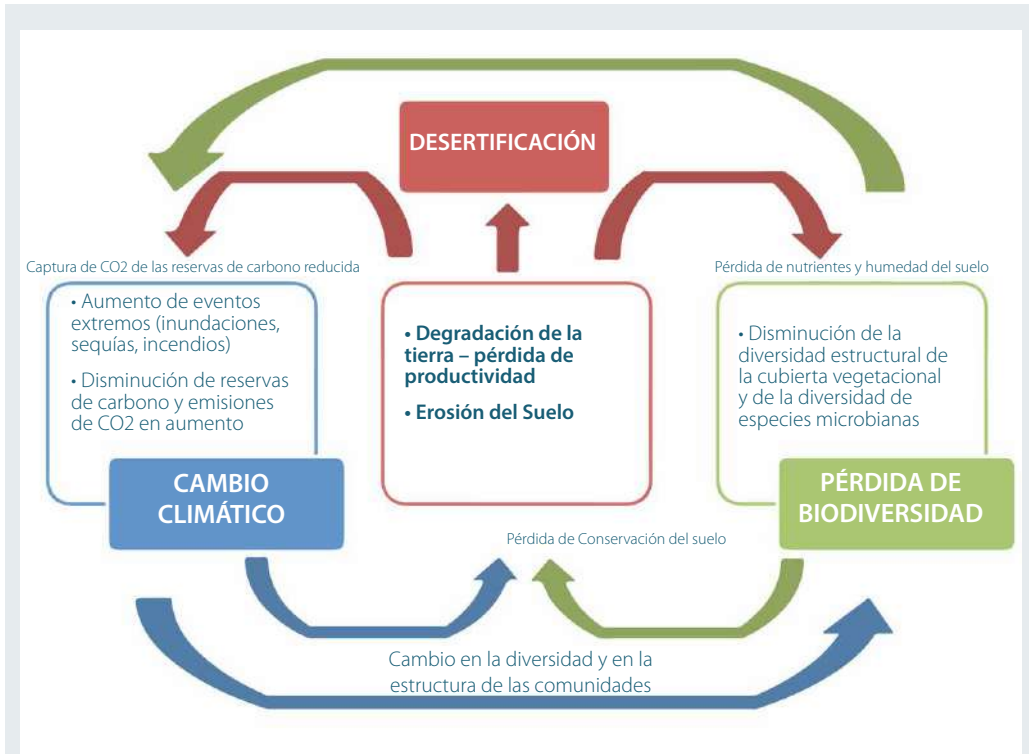 DESERTIFICACIÓN
Captura de CO2 de las reservas de carbono reducida
• Aumento de eventos
extremos (inundaciones,
sequías, incendios)
• Disminución de reservas
de carbono y emisiones
de CO2 en aumento
CAMBIO
CLIMÁTICO
• Degradación de la
tierra – pérdida de
productividad
• Erosión del Suelo
Pérdida de nutrientes y humedad del suelo
• Disminución de la
diversidad estructural de
la cubierta vegetacional
y de la diversidad de
especies microbianas
PÉRDIDA DE
BIODIVERSIDAD
Pérdida de Conservación del suelo
Cambio en la diversidad y en la
estructura de las comunidades